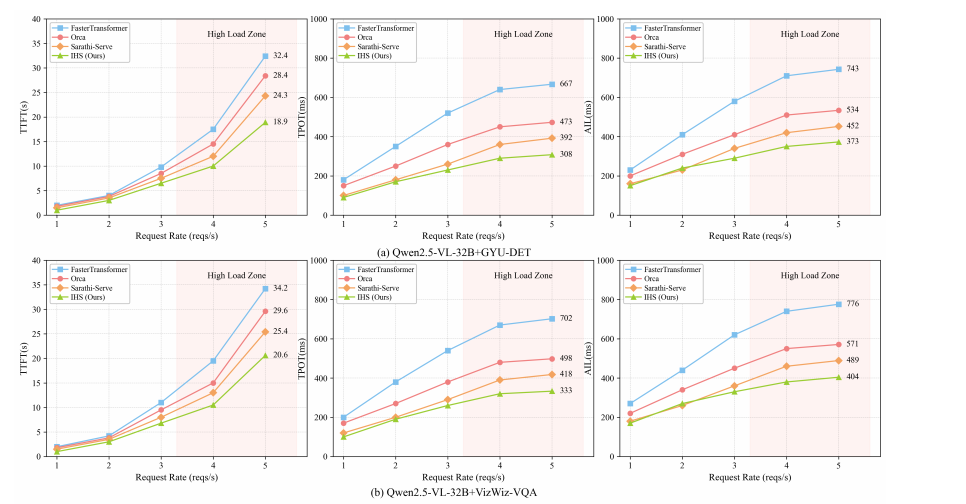 40
35
30
25
20
15
10
5
0
TTFT(s)
FasterTransformer
Orca
Sarathi-Serve
IHS (Ours)
High Load Zone
32.4
28.4
24.3
18.9
1 2 3 4 5
Request Rate (reqs/s)
1000
800
600
400
200
0
TPOT(ms)
FasterTransformer
Orca
Sarathi-Serve
IHS (Ours)
High Load Zone
667
473
392
308
1 2 3 4 5
Request Rate (reqs/s)
1000
800
600
400
200
0
AIL(ms)
FasterTransformer
Orca
Sarathi-Serve
IHS (Ours)
High Load Zone
743
534
452
373
1 2 3 4 5
Request Rate (reqs/s)
(a) Qwen2.5-VL-32B+GYU-DET
40
35
30
25
20
15
10
5
0
TTFT(s)
FasterTransformer
Orca
Sarathi-Serve
IHS (Ours)
High Load Zone
34.2
29.6
25.4
20.6
1 2 3 4 5
Request Rate (reqs/s)
1000
800
600
400
200
0
TPOT(ms)
FasterTransformer
Orca
Sarathi-Serve
IHS (Ours)
High Load Zone
702
498
418
333
1 2 3 4 5
Request Rate (reqs/s)
1000
800
600
400
200
0
AIL(ms)
FasterTransformer
Orca
Sarathi-Serve
IHS (Ours)
High Load Zone
776
571
489
404
1 2 3 4 5
Request Rate (reqs/s)
(b) Qwen2.5-VL-32B+VizWiz-VQA